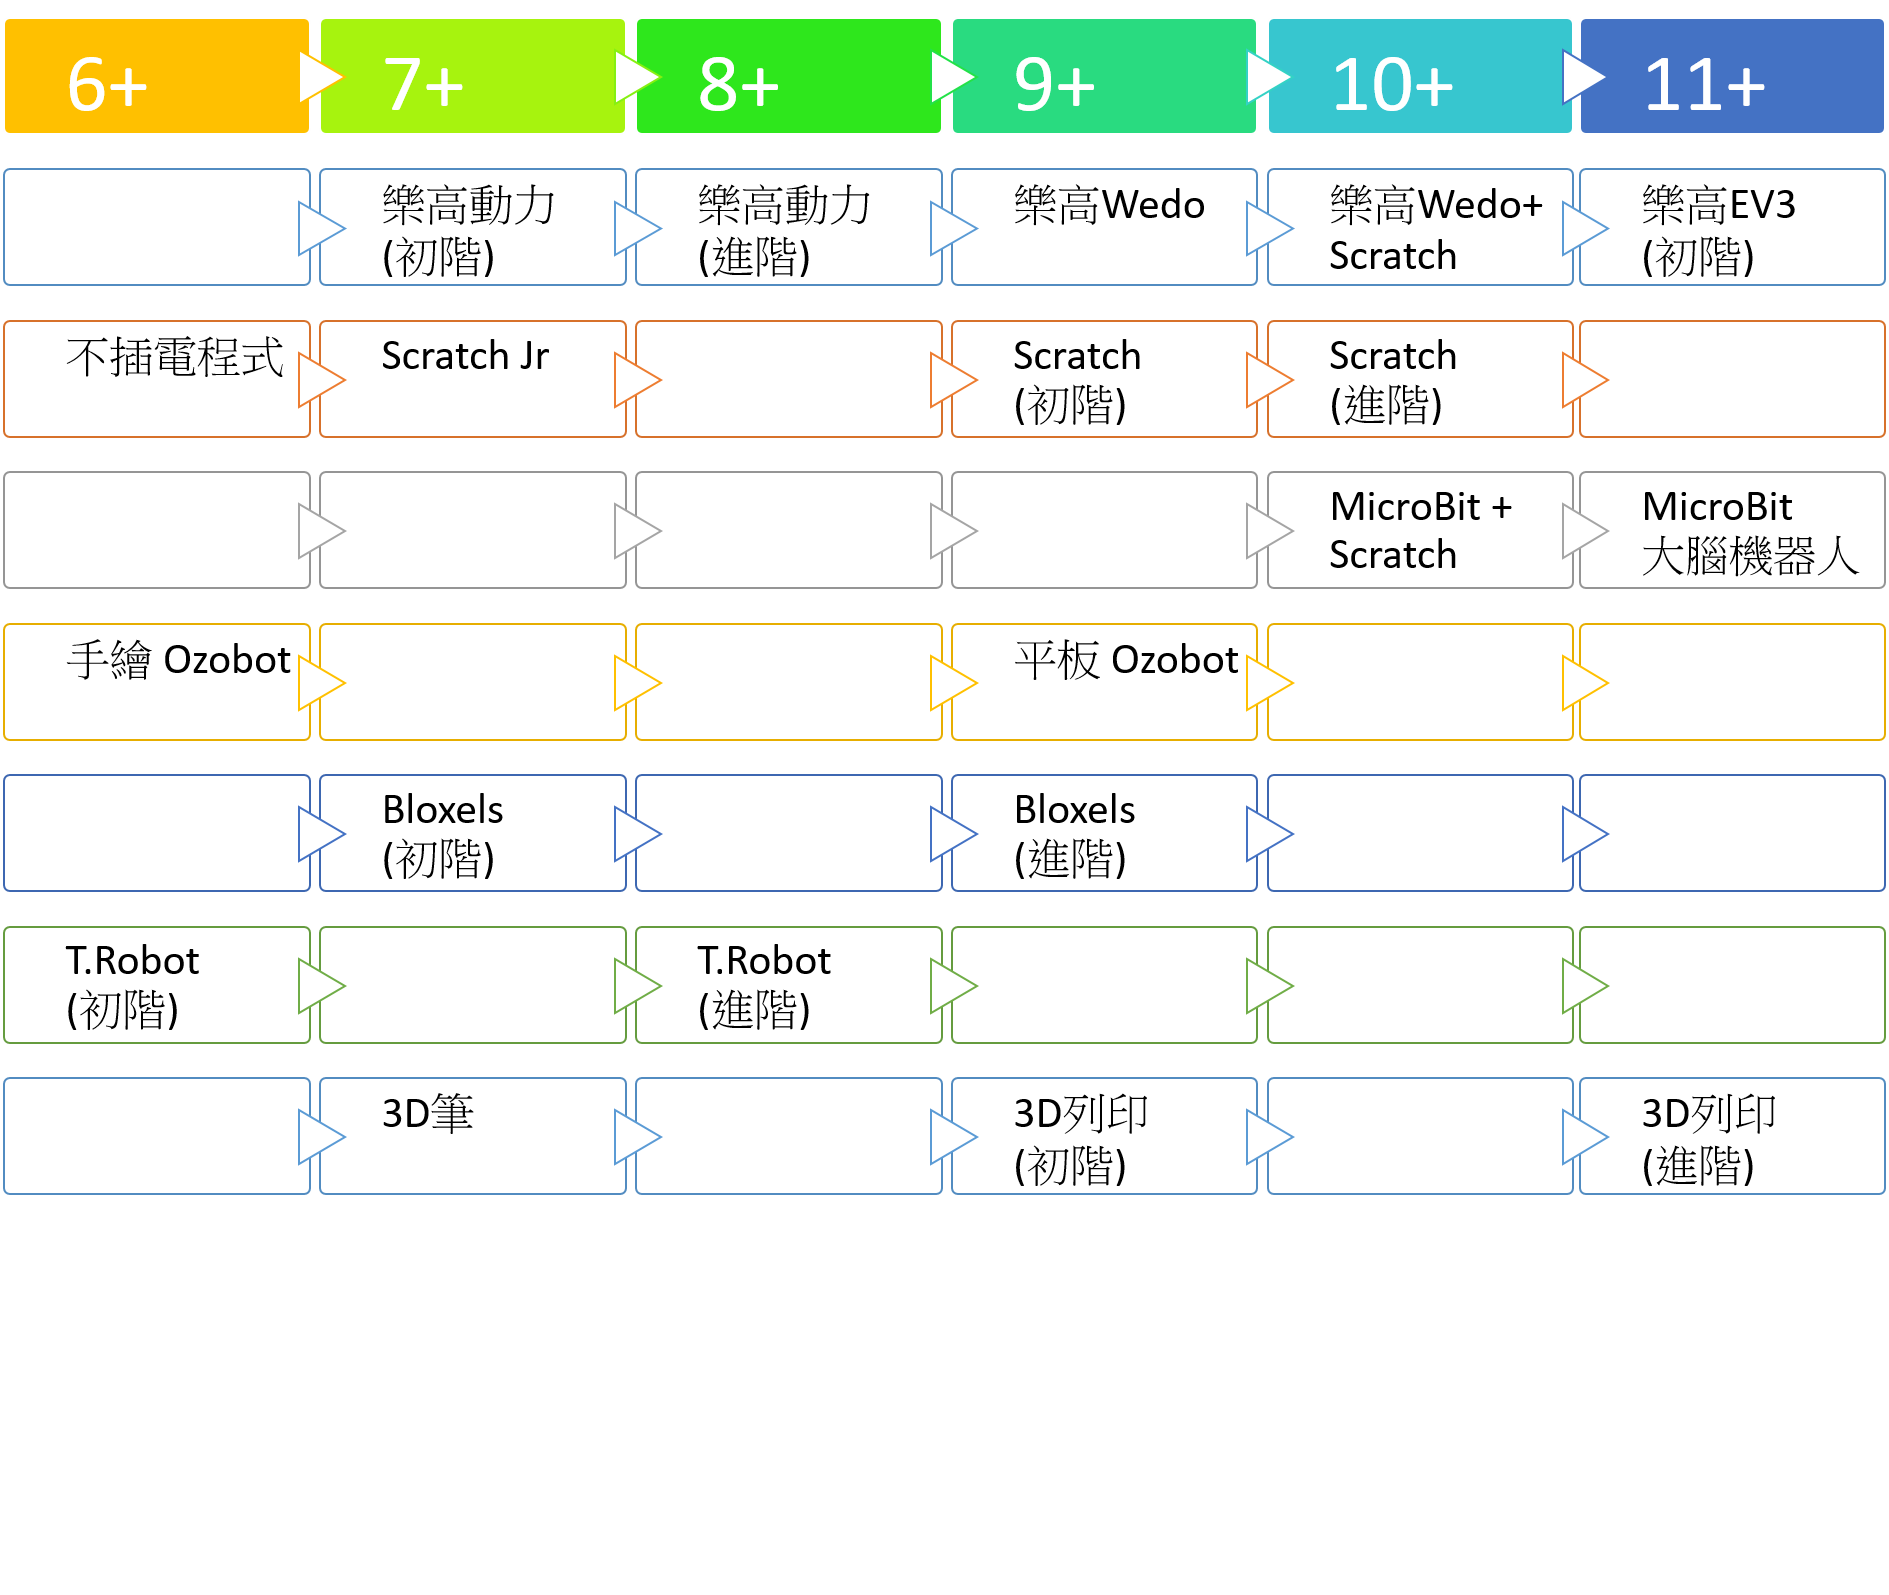 6+
7+
8+
9+
10+
11+
樂高動力
(初階)
樂高動力
(進階)
樂高Wedo
樂高Wedo+
Scratch
樂高EV3
(初階)
不插電程式
Scratch Jr
Scratch
(初階)
Scratch
(進階)
MicroBit +
Scratch
MicroBit
大腦機器人
手繪 Ozobot
平板 Ozobot
Bloxels
(初階)
Bloxels
(進階)
T.Robot
(初階)
T.Robot
(進階)
3D筆
3D列印
(初階)
3D列印
(進階)